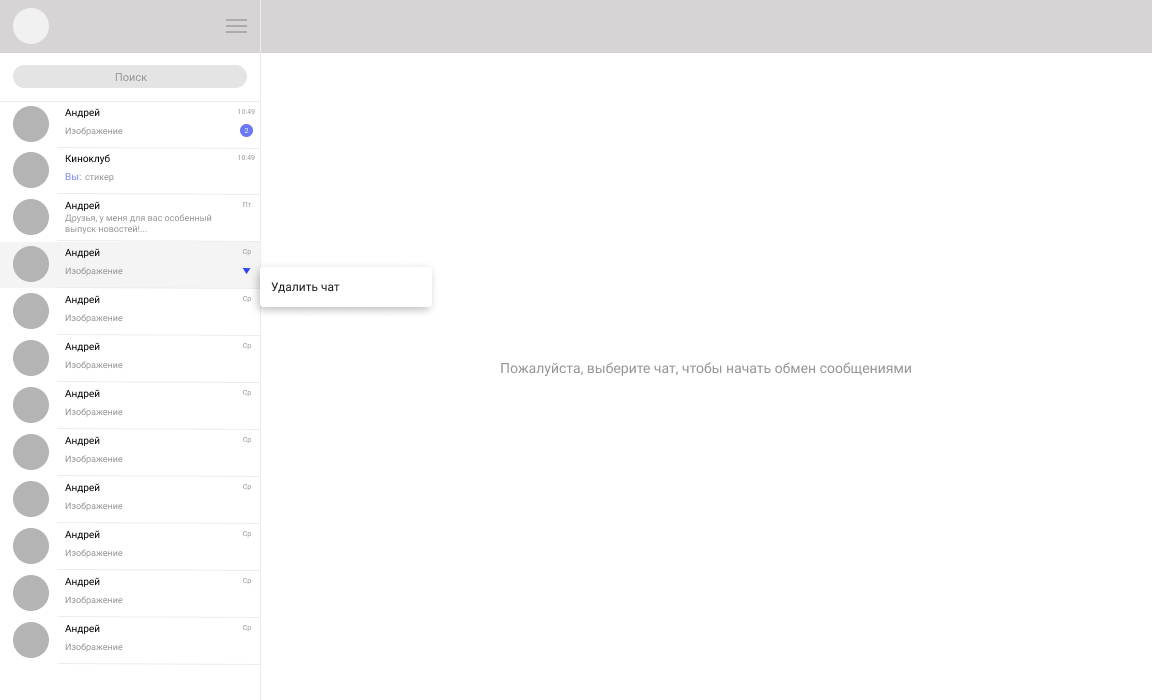 Поиск
Андрей
10:49
Изображение
2
Киноклуб
10:49
Вы: стикер
Андрей
Пт
Друзья, у меня для вас особенный
выпуск новостей!...
Андрей
Ср
Изображение
Удалить чат
Андрей
Ср
Изображение
Андрей
Ср
Изображение
Пожалуйста, выберите чат, чтобы начать обмен сообщениями
Андрей
Ср
Изображение
Андрей
Ср
Изображение
Андрей
Ср
Изображение
Андрей
Ср
Изображение
Андрей
Ср
Изображение
Андрей
Ср
Изображение